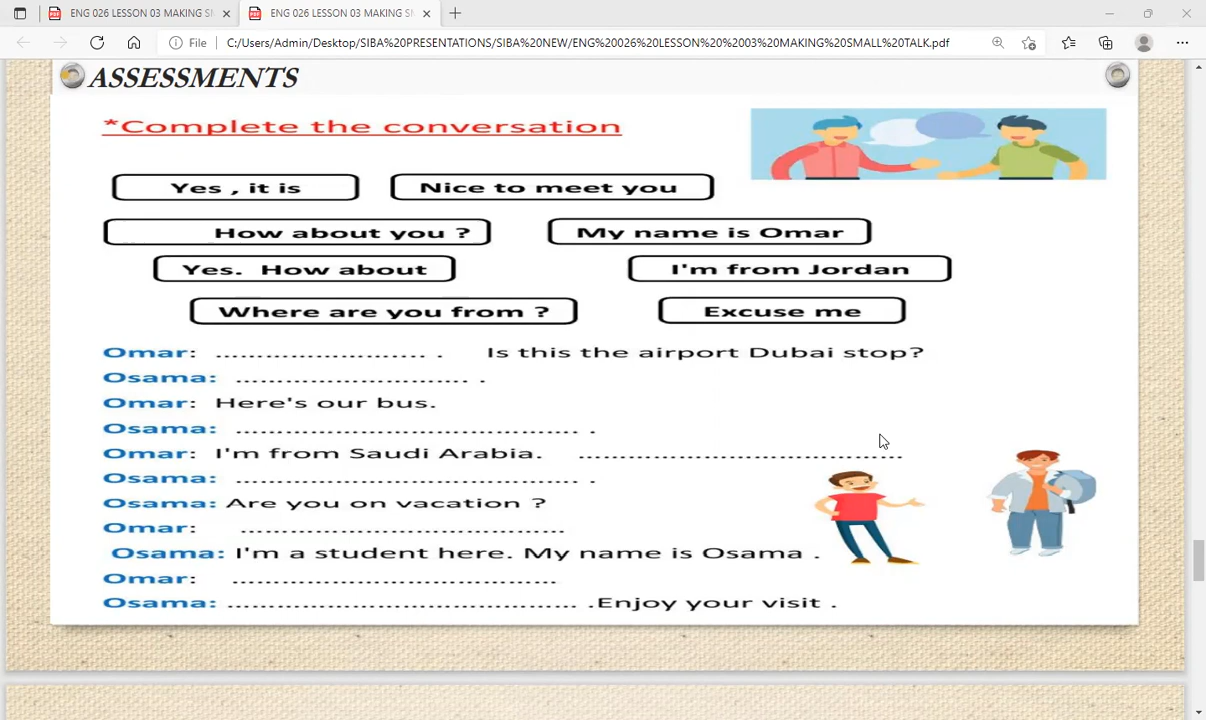 ENG 026 LESSON 03 MAKING S
ENG 026 LESSON 03 MAKING S
File C:/Users/Admin/Desktop/SIBA%20PRESENTATIONS/SIBA%20NEW/ENG%20026%20LESSON%20%2003%20MAKING%20SMALL%20TALK.pdf
ASSESSMENTS
*Complete the conversation
Yes , it is Nice to meet you
How about you ? My name is Omar
Yes. How about I'm from Jordan
Where are you from ? Excuse me
Omar: .......................... . Is this the airport Dubai stop?
Osama: ............................ .
Omar: Here's our bus.
Osama: ......................................... .
Omar: I'm from Saudi Arabia. .......................................
Osama: ......................................... .
Osama: Are you on vacation ?
Omar: .......................................
Osama: I'm a student here. My name is Osama .
Omar: .......................................
Osama: .......................................... .Enjoy your visit .